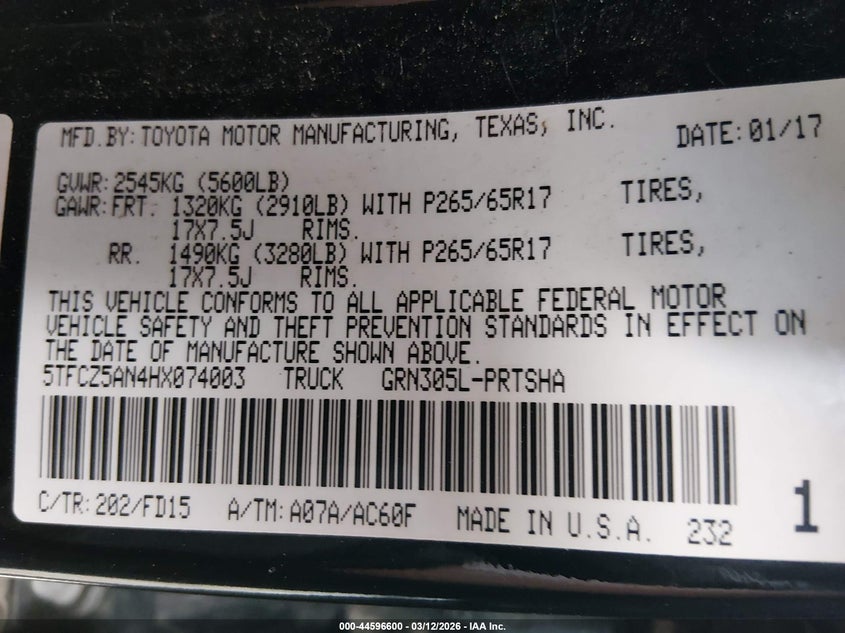 MFD.BY:TOYOTA MOTOR MANUFACTURING, TEXAS, INC. DATE:01/17
GVWR:2545KG (5600LB)
GAWR:FRT. 1320KG (2910LB) WITH P265/65R17 TIRES,
17X7.5J RIMS.
RR. 1490KG (3280LB) WITH P265/65R17 TIRES,
17X7.5J RIMS.
THIS VEHICLE CONFORMS TO ALL APPLICABLE FEDERAL MOTOR
VEHICLE SAFETY AND THEFT PREVENTION STANDARDS IN EFFECT ON
THE DATE OF MANUFACTURE SHOWN ABOVE.
5TFCZ5AN4HX074003 TRUCK GRN305L-PRTSHA
C/TR:202/FD15 A/TM:A07A/AC60F MADE IN U.S.A. 232 1
000-44596600 - 03/12/2026 - IAA Inc.